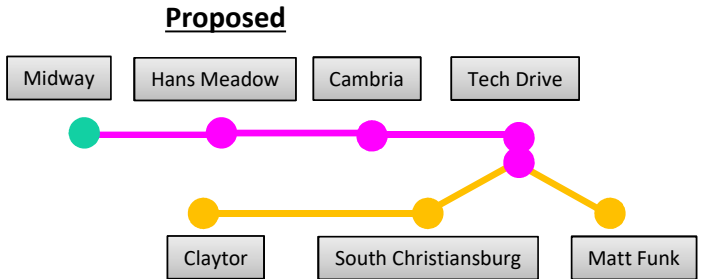 Proposed
Midway
Hans Meadow
Cambria
Tech Drive
Claytor
South Christiansburg
Matt Funk